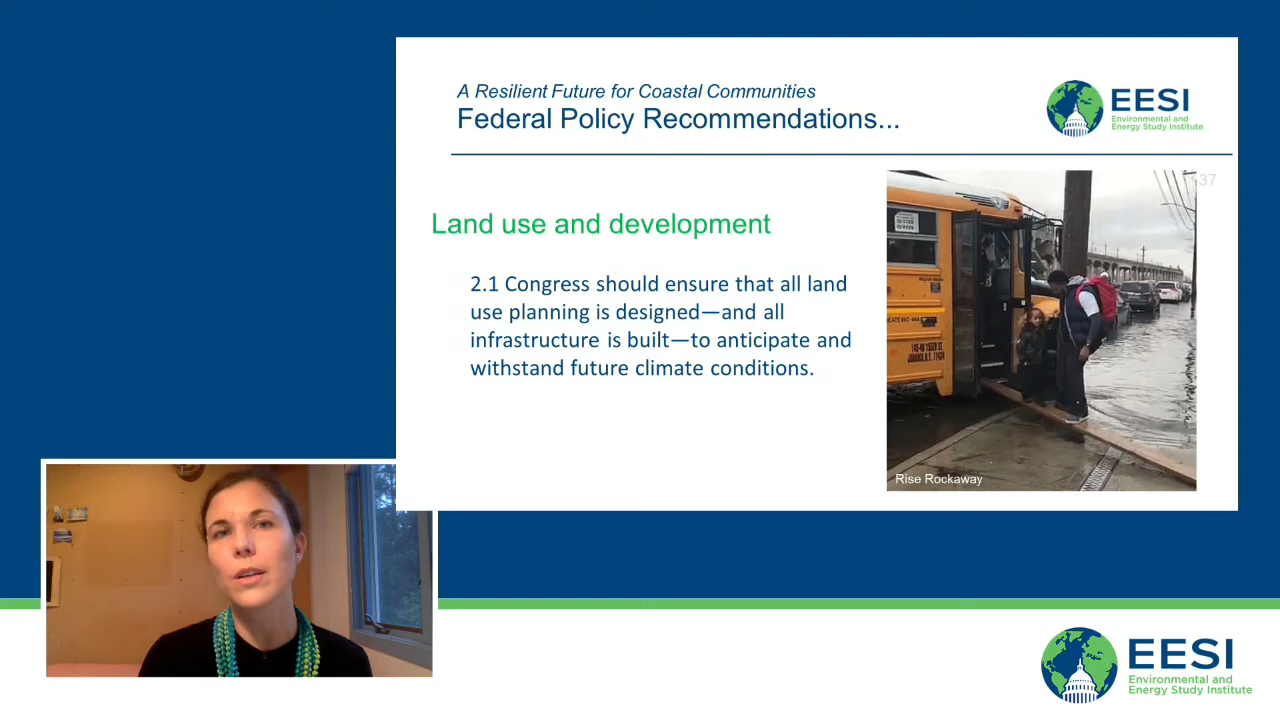 A Resilient Future for Coastal Communities
Federal Policy Recommendations...
EESI
Environmental and
Energy Study Institute
37
Land use and development
2.1 Congress should ensure that all land
use planning is designed—and all
infrastructure is built—to anticipate and
withstand future climate conditions.
Rise Rockaway
EESI
Environmental and
Energy Study Institute